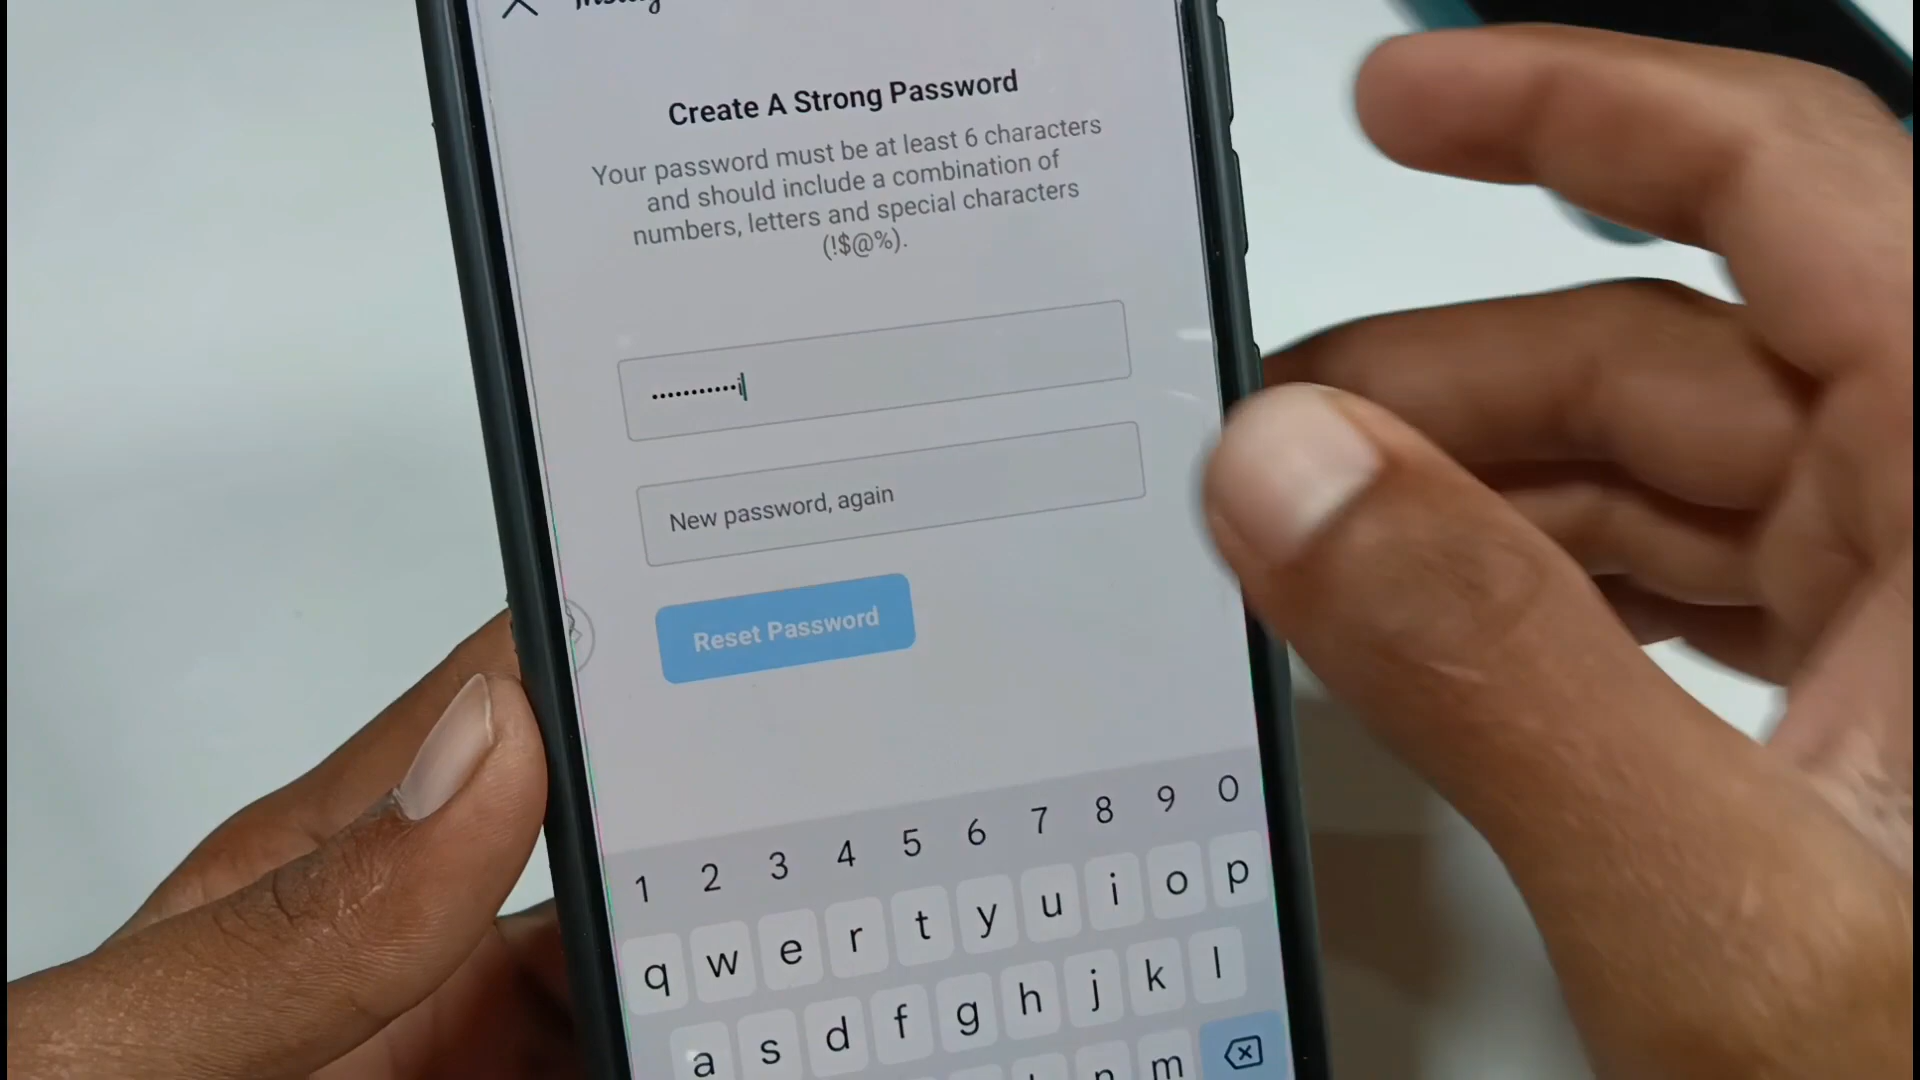 Create A Strong Password
Your password must be at least 6 characters
and should include a combination of
numbers, letters and special characters
(!$@%).
•••••••••••i
New password, again
Reset Password
1 2 3 4 5 6 7 8 9 0
q w e r t y u i o p
a s d f g h j k l
n m